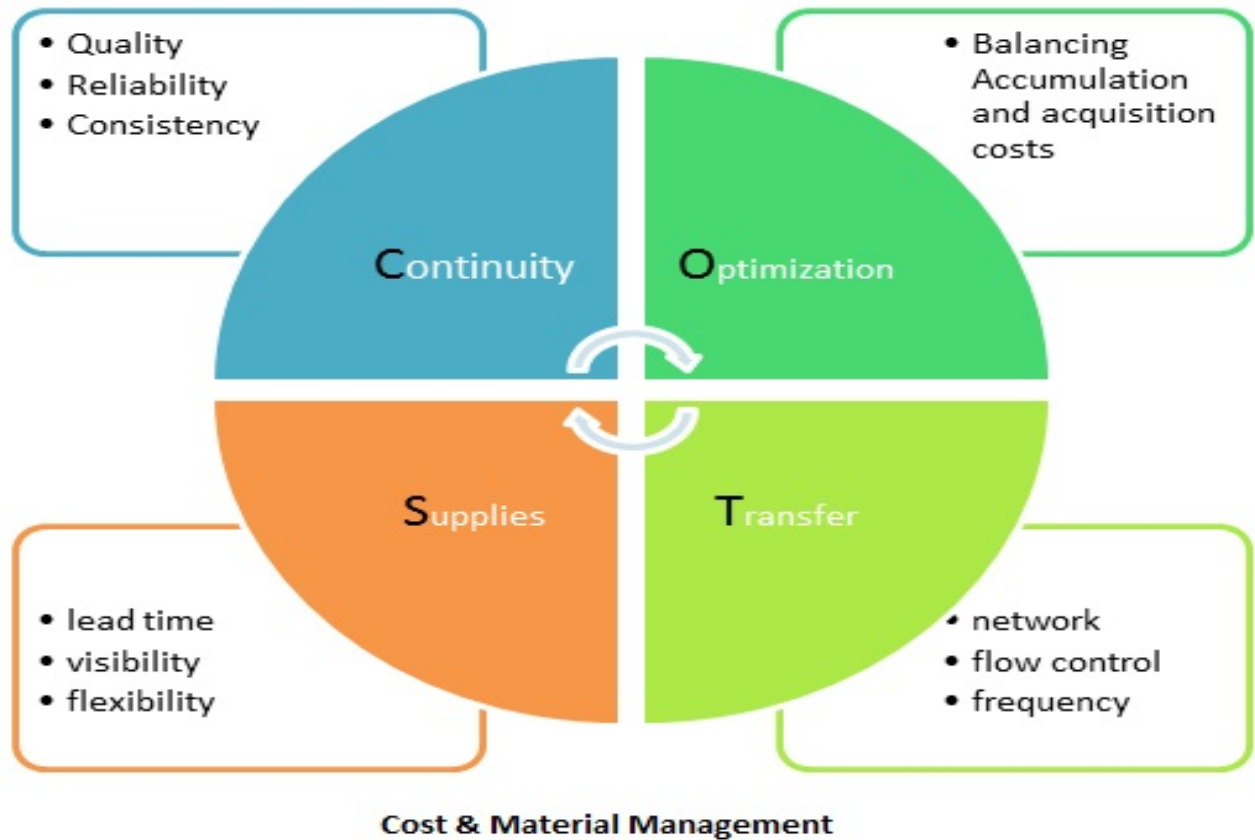 • Quality
• Reliability
• Consistency
• Balancing
Accumulation
and acquisition
costs
Continuity
Optimization
Supplies
Transfer
• lead time
• visibility
• flexibility
• network
• flow control
• frequency
Cost & Material Management